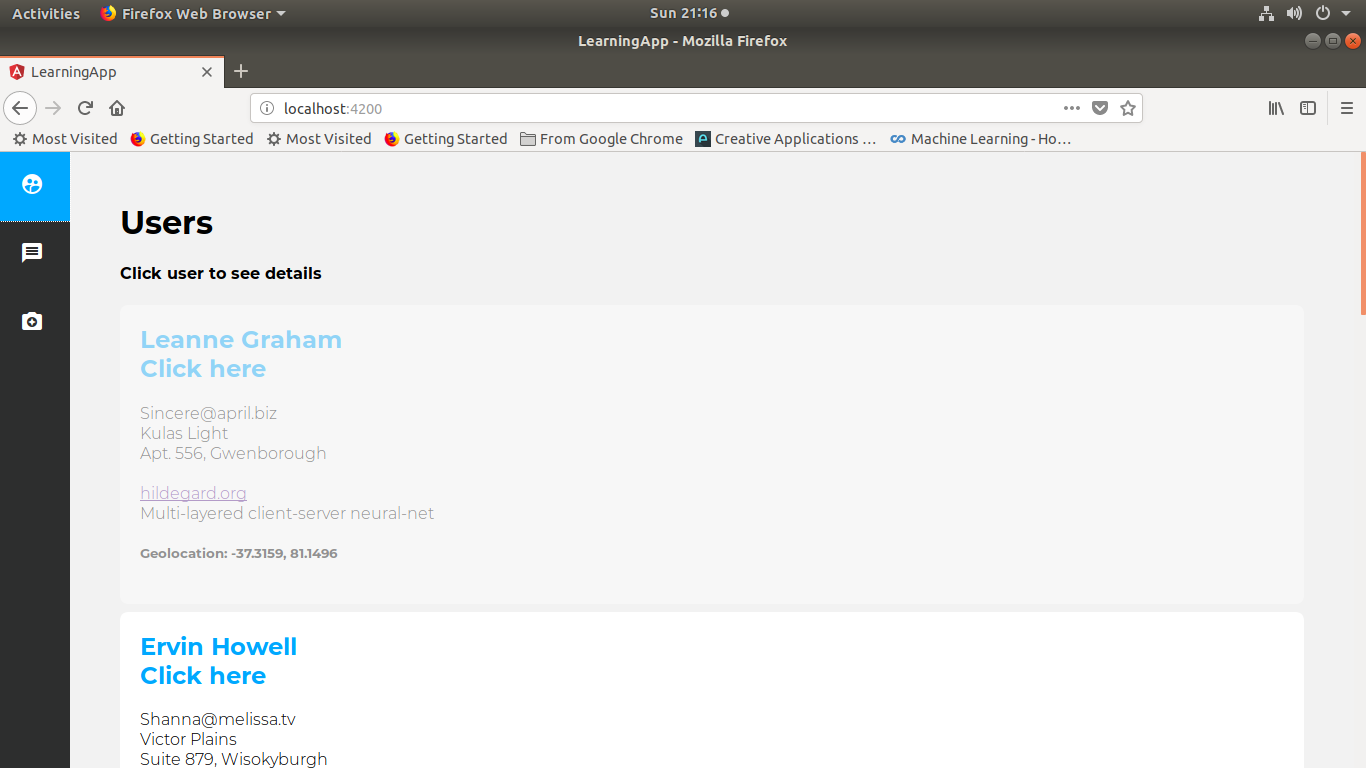 Activities Firefox Web Browser Sun 21:16
LearningApp - Mozilla Firefox
LearningApp
localhost:4200
Most Visited Getting Started Most Visited Getting Started From Google Chrome Creative Applications … Machine Learning - Ho…
Users
Click user to see details
Leanne Graham
Click here
Sincere@april.biz
Kulas Light
Apt. 556, Gwenborough
hildegard.org
Multi-layered client-server neural-net
Geolocation: -37.3159, 81.1496
Ervin Howell
Click here
Shanna@melissa.tv
Victor Plains
Suite 879, Wisokyburgh